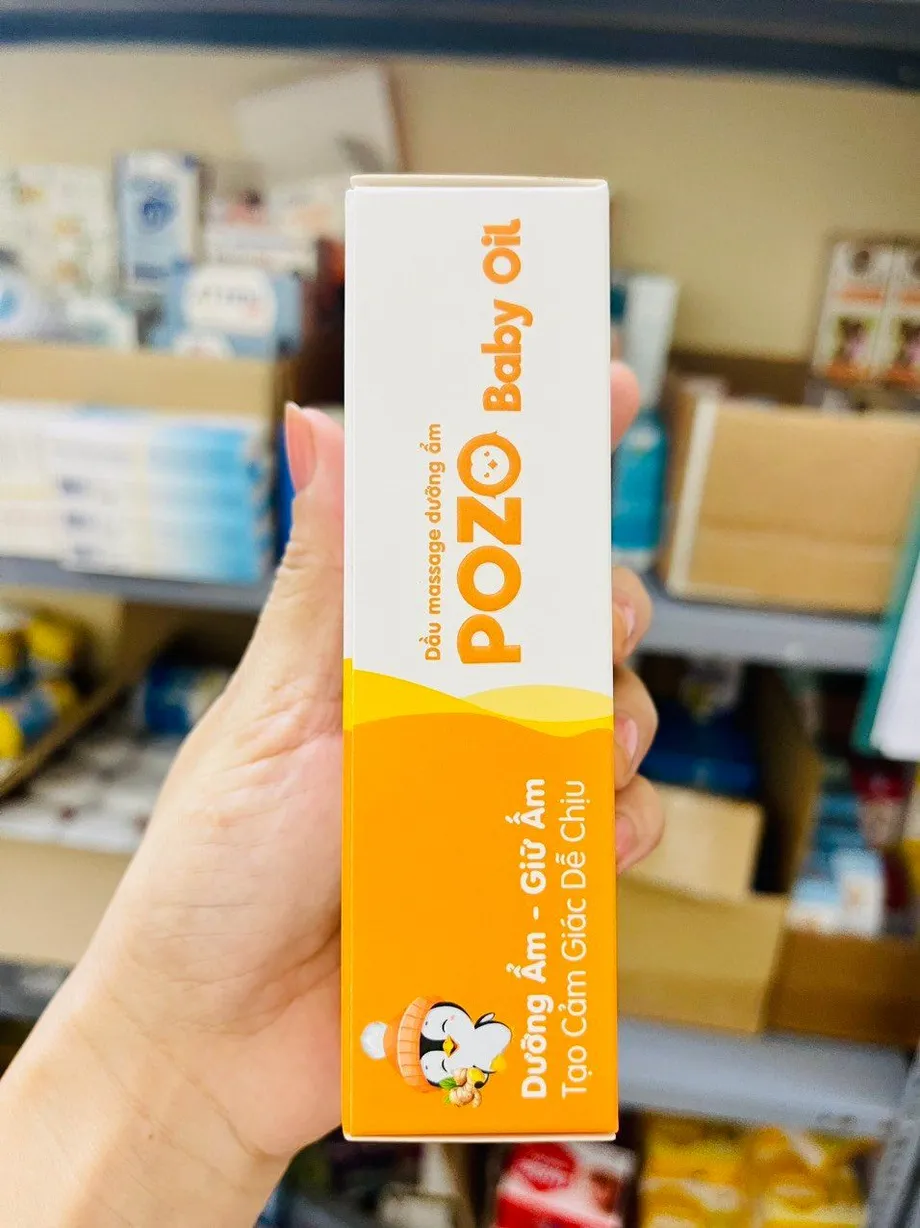 Dầu massage dưỡng ẩm
POZO Baby Oil
Dưỡng Ẩm - Giữ Ấm
Tạo Cảm Giác Dễ Chịu